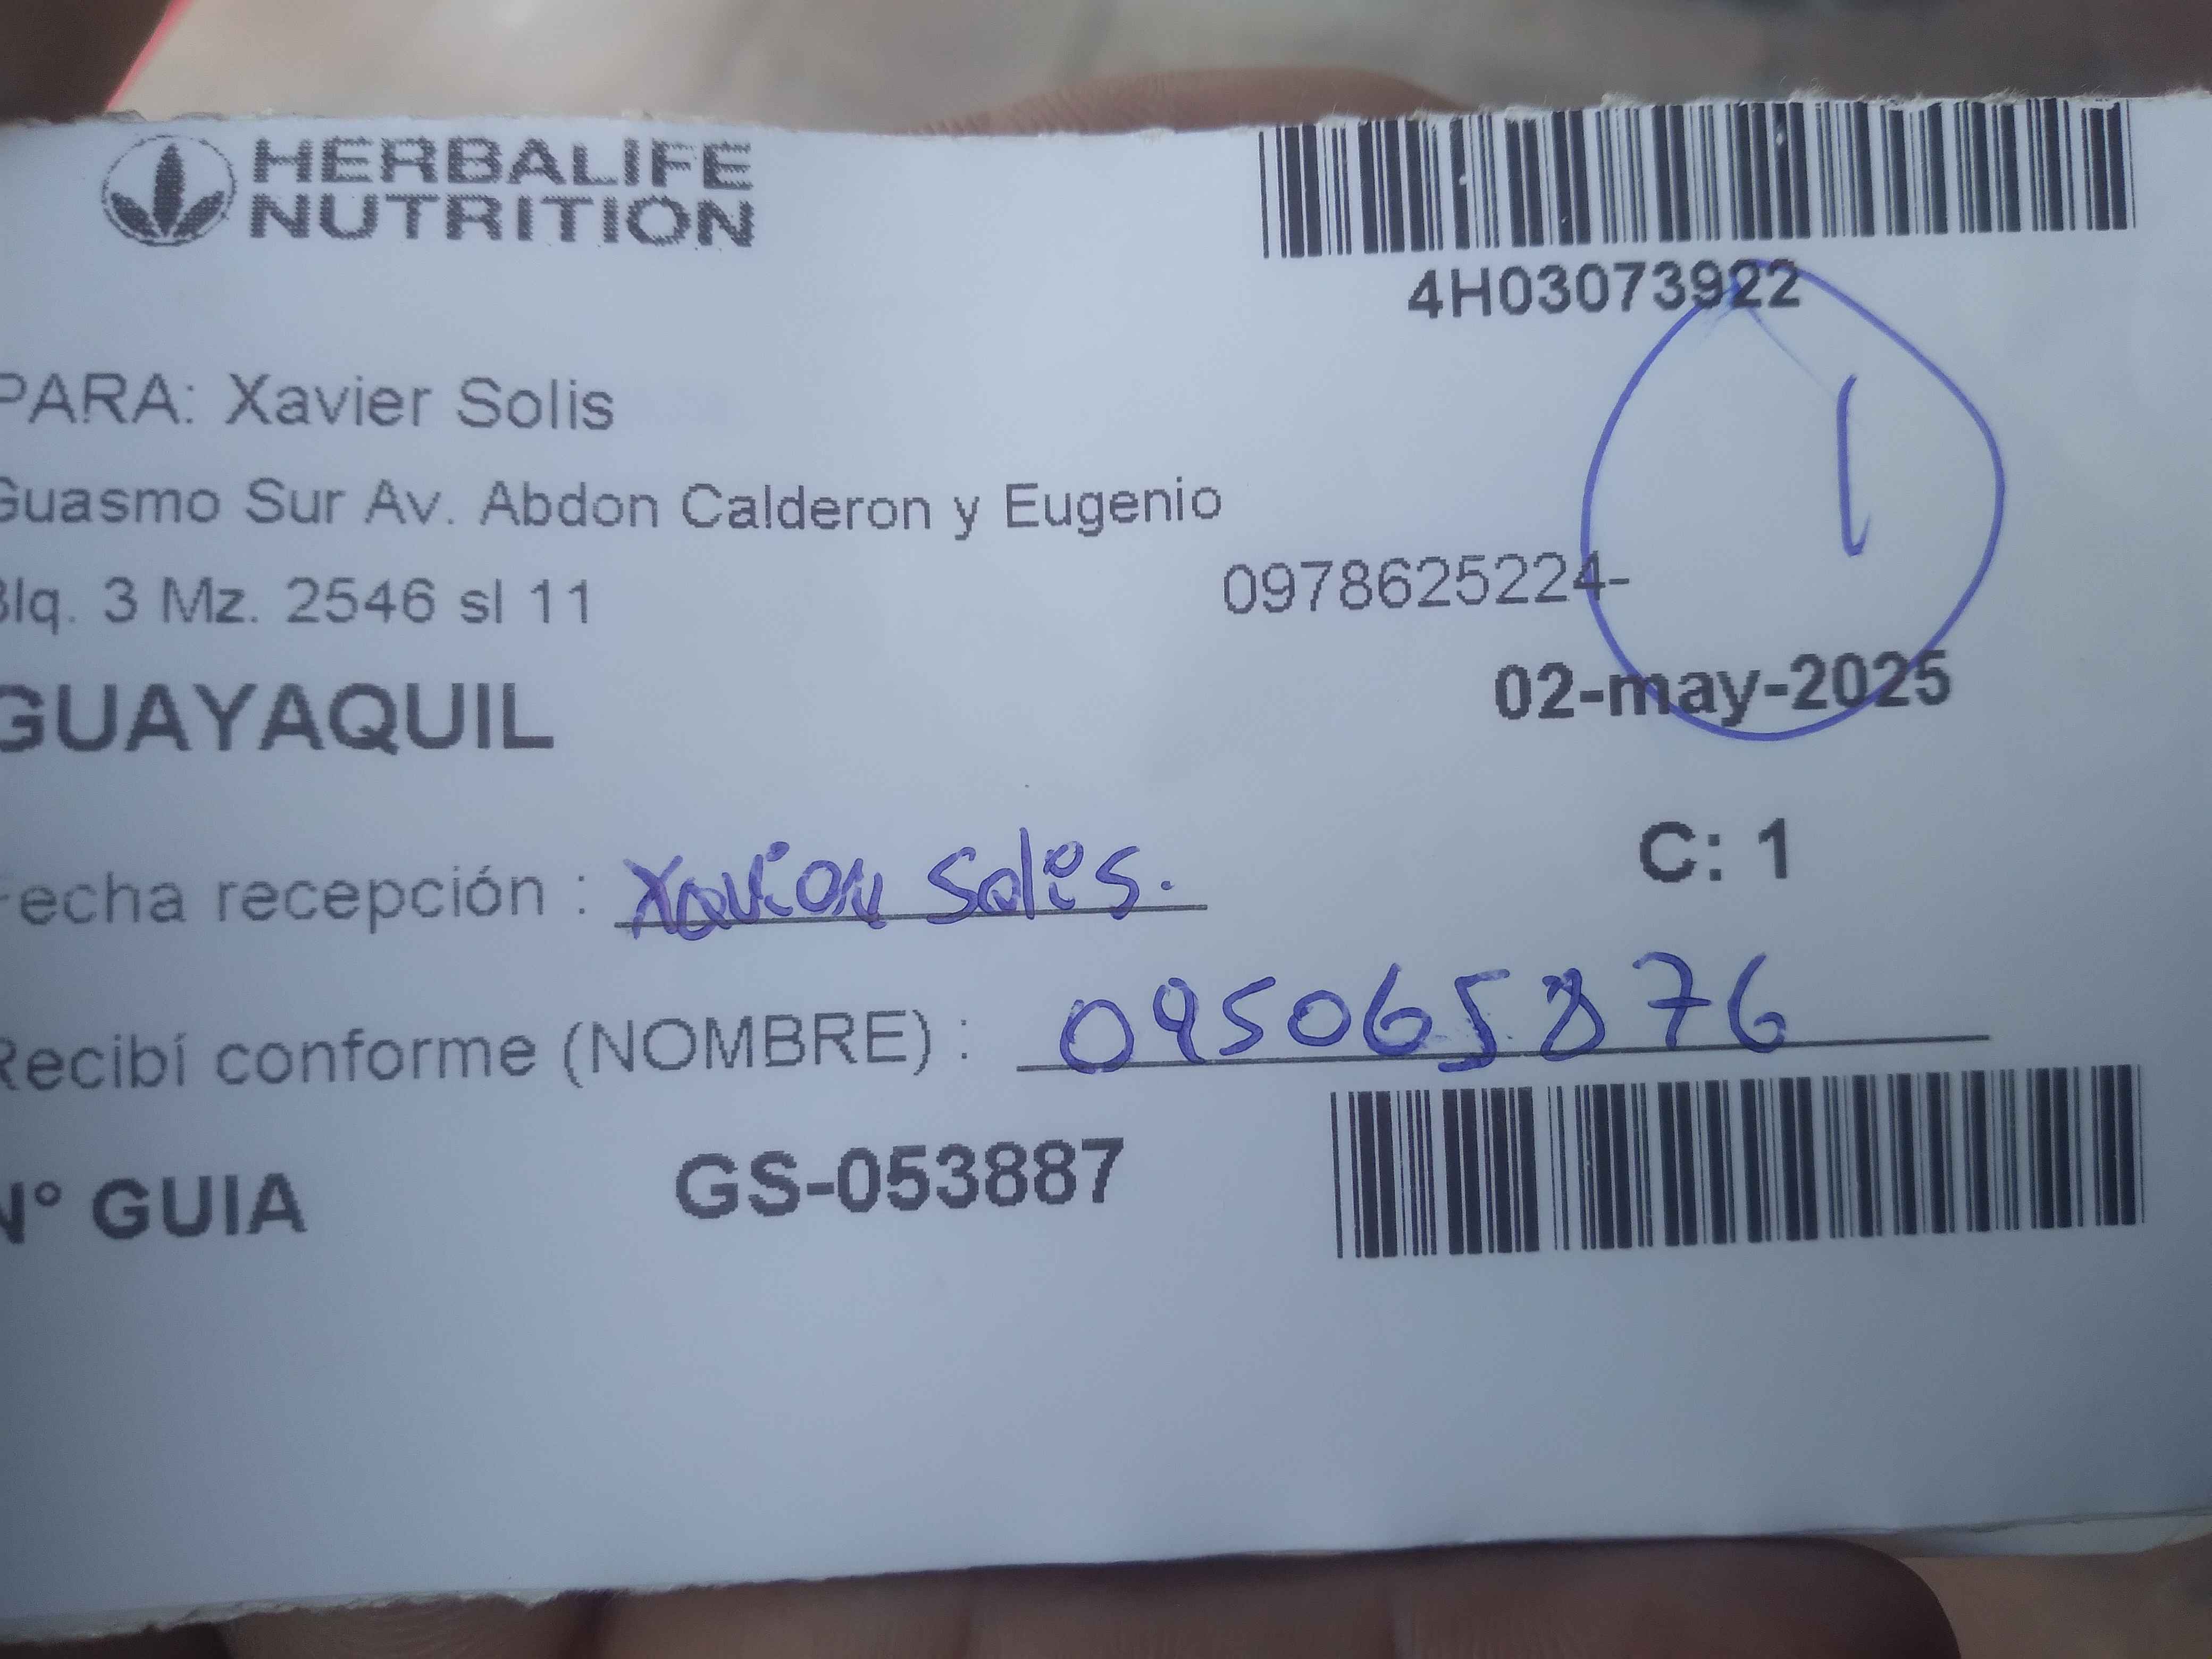 HERBALIFE
NUTRITION
4H03073922
1
PARA: Xavier Solis
Guasmo Sur Av. Abdon Calderon y Eugenio
Blq. 3 Mz. 2546 sl 11
0978625224-
GUAYAQUIL
02-may-2025
C: 1
Fecha recepción : Xavier Solis.
Recibí conforme (NOMBRE) : 095065876
N° GUIA GS-053887